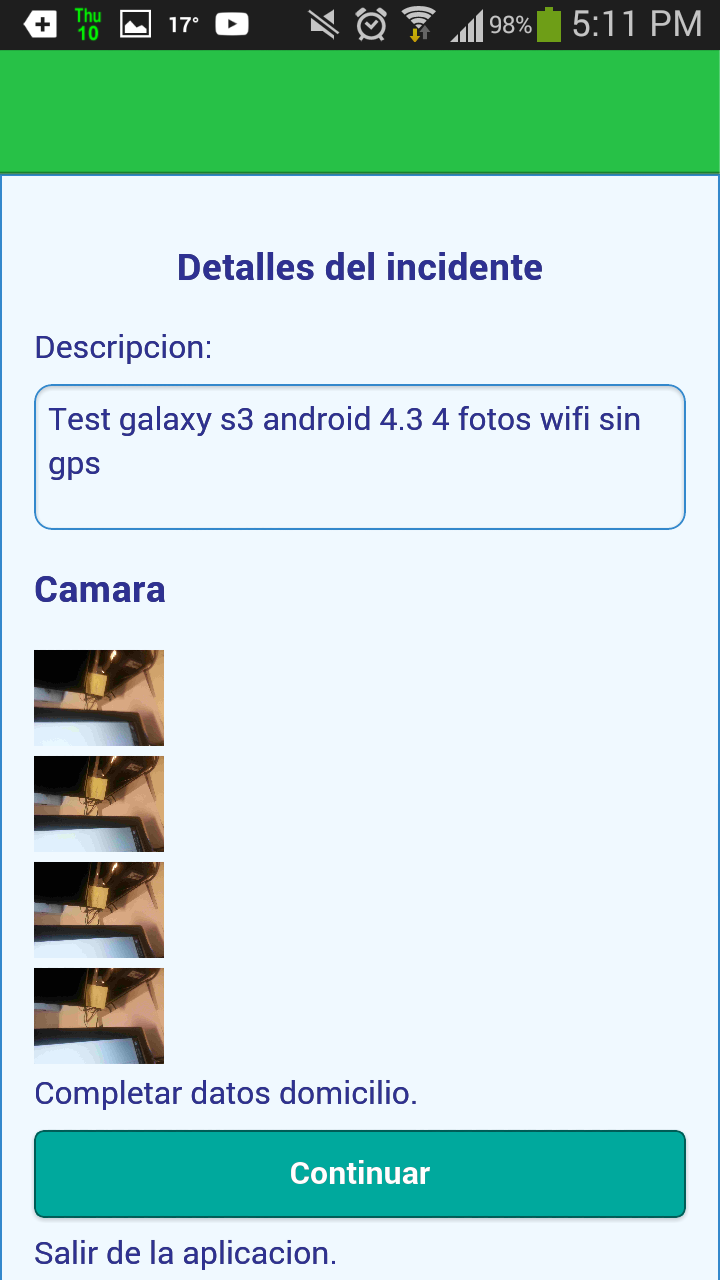 Thu
10
17°
98%
5:11 PM
Detalles del incidente
Descripcion:
Test galaxy s3 android 4.3 4 fotos wifi sin
gps
Camara
Completar datos domicilio.
Continuar
Salir de la aplicacion.